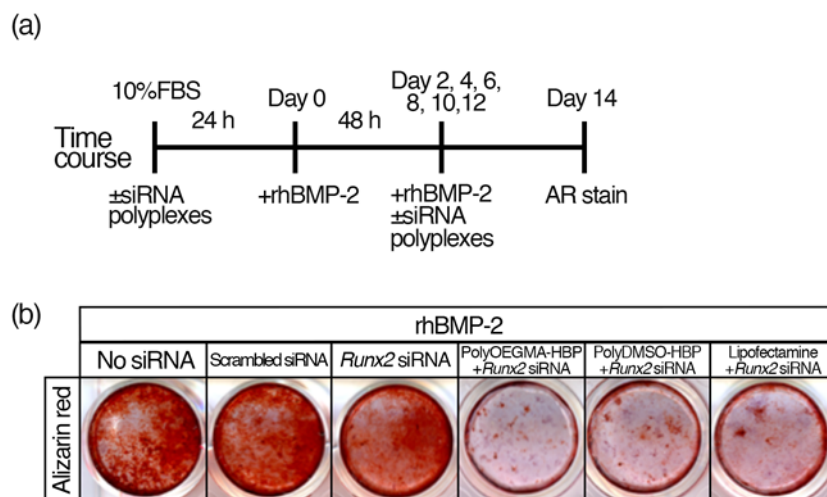 (a)
10%FBS
24 h
Day 0
48 h
Day 2, 4, 6,
8, 10,12
Day 14
Time
course
±siRNA
polyplexes
+rhBMP-2
+rhBMP-2
±siRNA
polyplexes
AR stain
(b)
rhBMP-2
No siRNA
Scrambled siRNA
Runx2 siRNA
PolyOEGMA-HBP
+Runx2 siRNA
PolyDMSO-HBP
+Runx2 siRNA
Lipofectamine
+Runx2 siRNA
Alizarin red